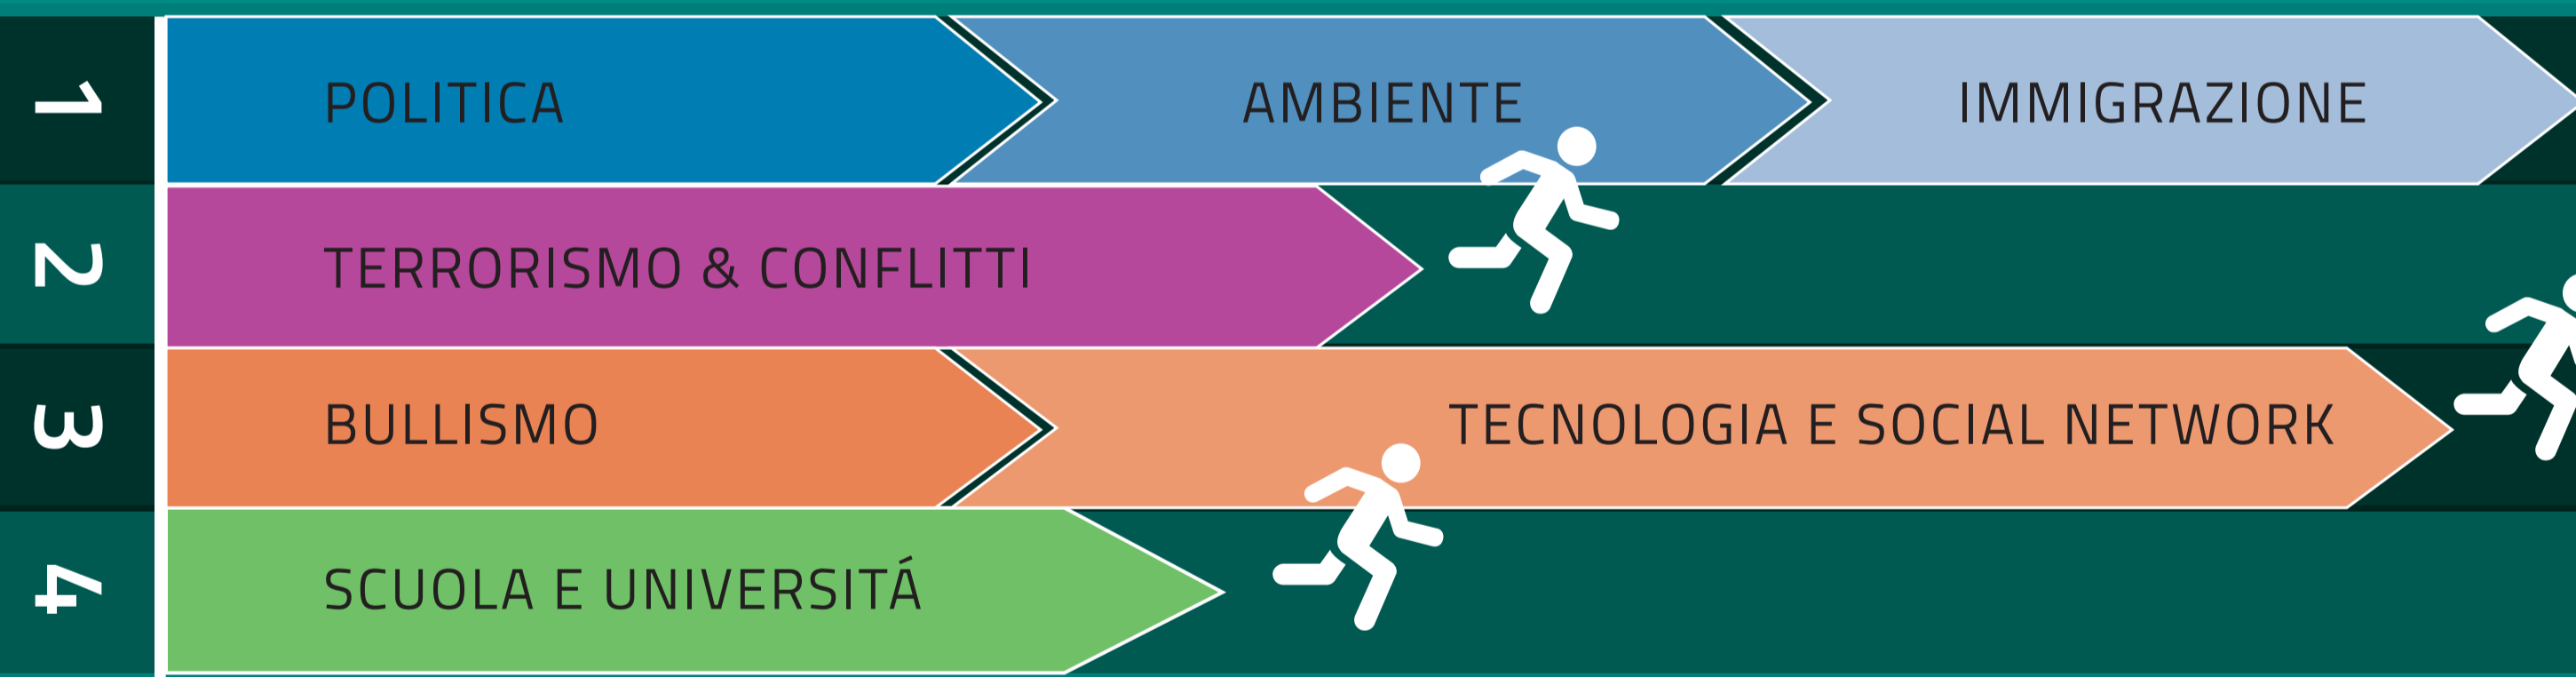 1
POLITICA
AMBIENTE
IMMIGRAZIONE
2
TERRORISMO & CONFLITTI
3
BULLISMO
TECNOLOGIA E SOCIAL NETWORK
4
SCUOLA E UNIVERSITÁ